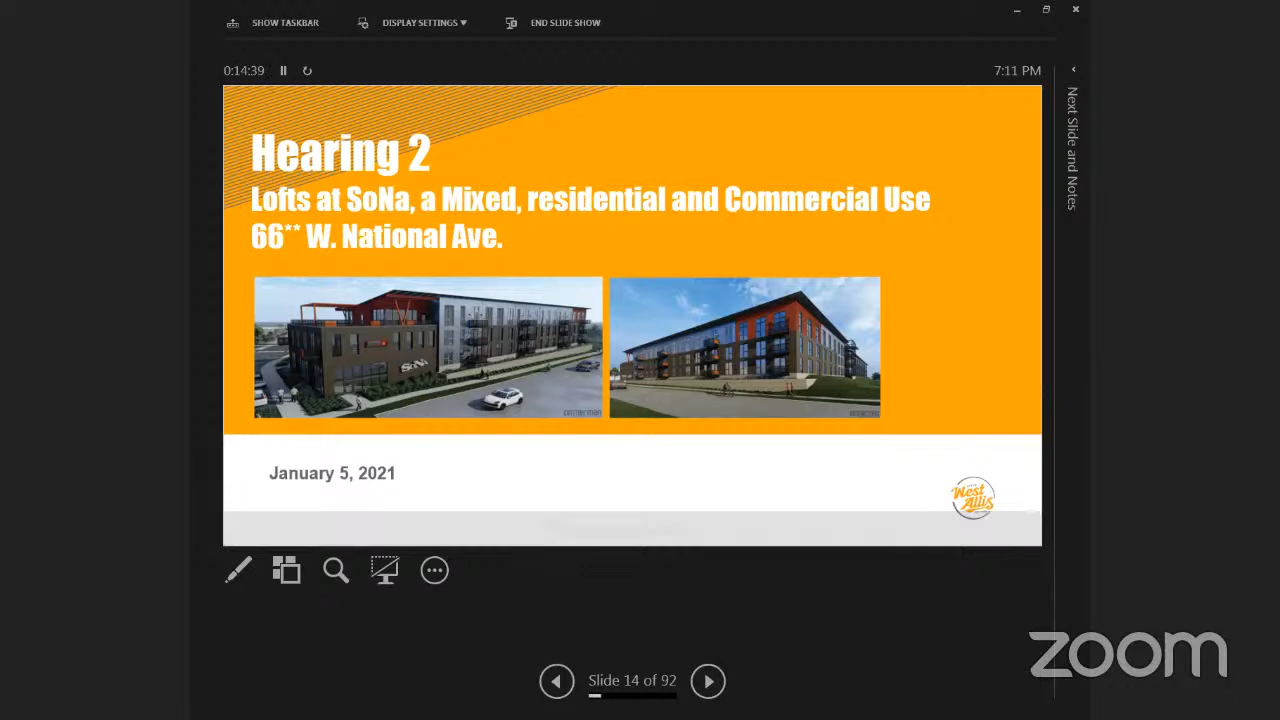 SHOW TASKBAR
DISPLAY SETTINGS ▼
END SLIDE SHOW
0:14:39
7:11 PM
Next Slide and Notes
Hearing 2
Lofts at SoNa, a Mixed, residential and Commercial Use
66** W. National Ave.
SoNa
zimmerman
January 5, 2021
West
Allis
Slide 14 of 92
zoom